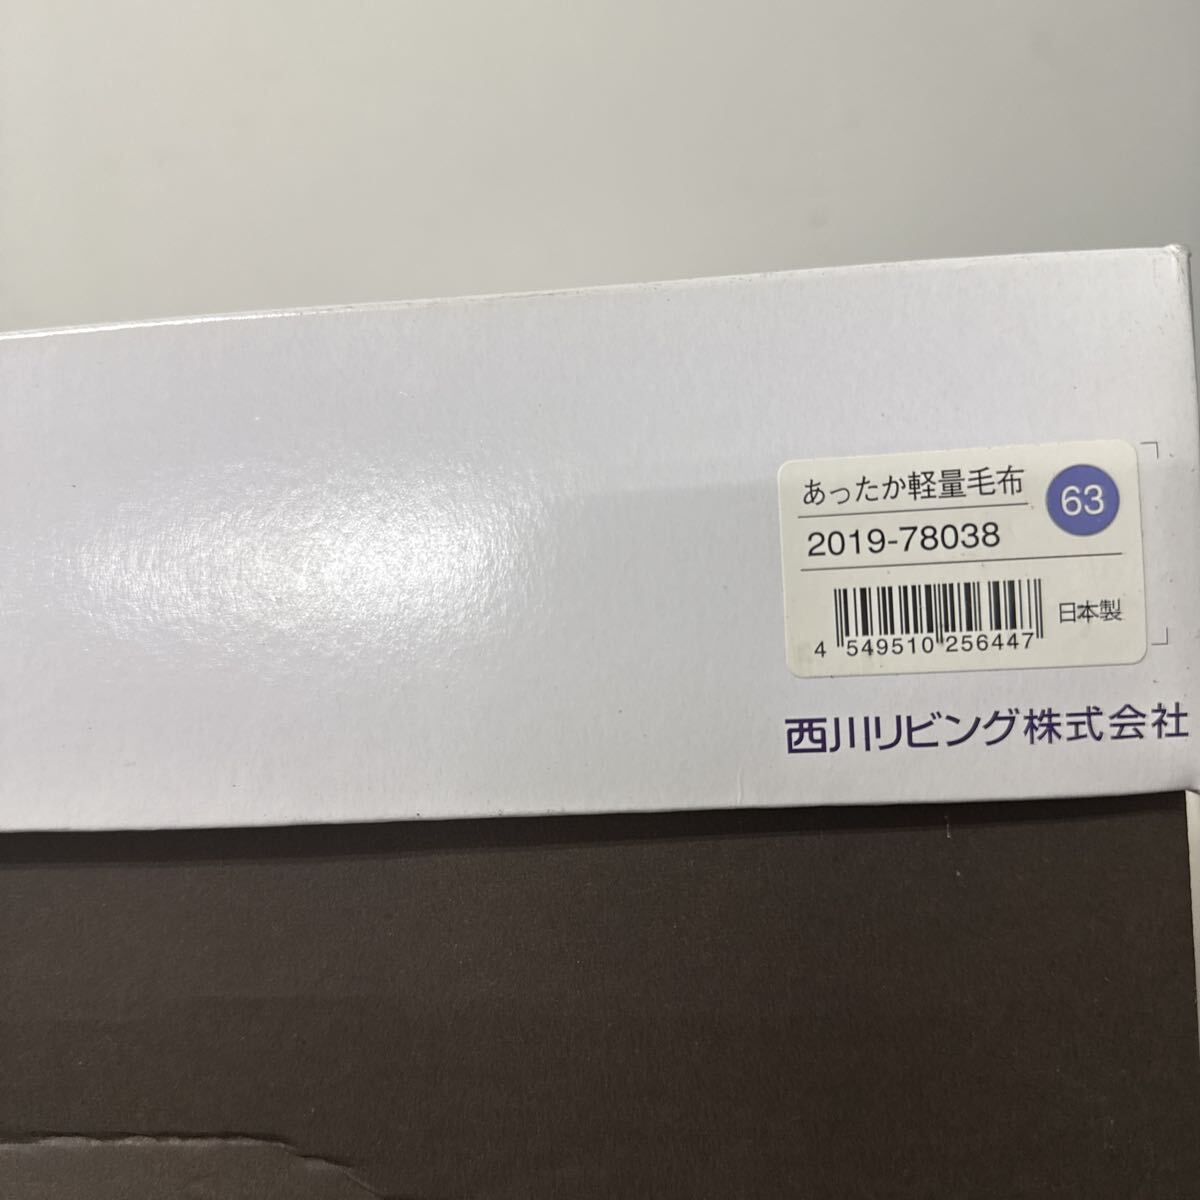 あったか軽量毛布
63
2019-78038
4 549510 256447
日本製
西川リビング株式会社